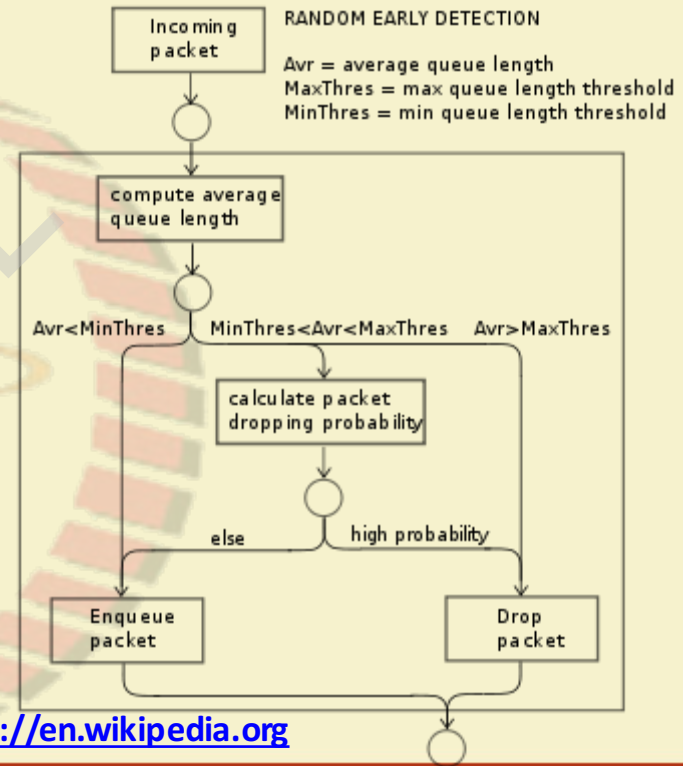 Incoming
packet
RANDOM EARLY DETECTION
Avr = average queue length
MaxThres = max queue length threshold
MinThres = min queue length threshold
compute average
queue length
Avr<MinThres
MinThres<Avr<MaxThres
Avr>MaxThres
calculate packet
dropping probability
else
high probability
Enqueue
packet
Drop
packet
://en.wikipedia.org